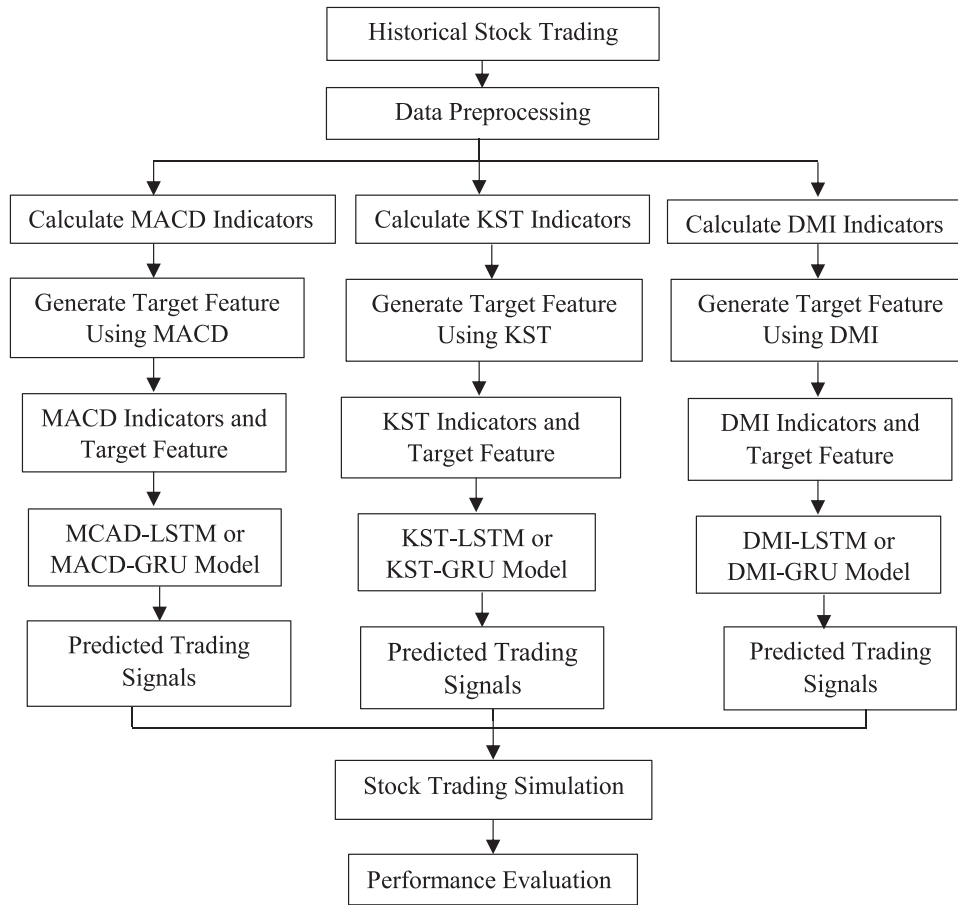 Historical Stock Trading
Data Preprocessing
Calculate MACD Indicators
Calculate KST Indicators
Calculate DMI Indicators
Generate Target Feature
Using MACD
Generate Target Feature
Using KST
Generate Target Feature
Using DMI
MACD Indicators and
Target Feature
KST Indicators and
Target Feature
DMI Indicators and
Target Feature
MCAD-LSTM or
MACD-GRU Model
KST-LSTM or
KST-GRU Model
DMI-LSTM or
DMI-GRU Model
Predicted Trading
Signals
Predicted Trading
Signals
Predicted Trading
Signals
Stock Trading Simulation
Performance Evaluation